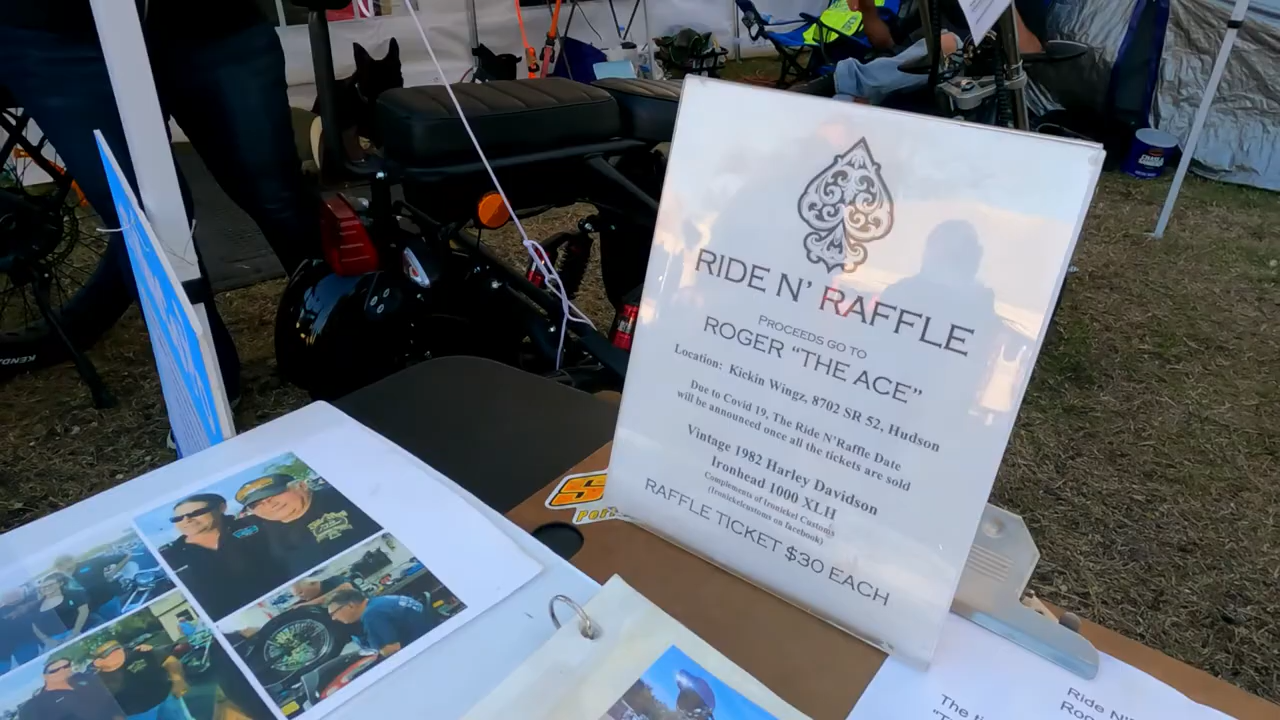 RIDE N' RAFFLE
PROCEEDS GO TO
ROGER "THE ACE"
Location: Kickin Wingz, 8702 SR 52, Hudson
Due to Covid 19, The Ride N'Raffle Date
will be announced once all the tickets are sold
Vintage 1982 Harley Davidson
Ironhead 1000 XLH
Complements of Ironickel Customs
(Ironickelcustoms on facebook)
RAFFLE TICKET $30 EACH
KENDA